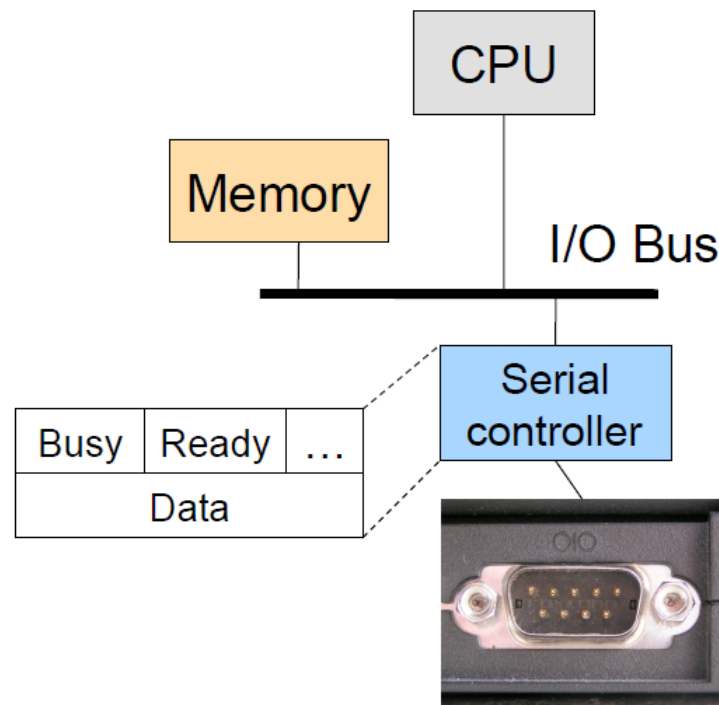 CPU
Memory
I/O Bus
Serial
controller
Busy Ready ...
Data
IOIO